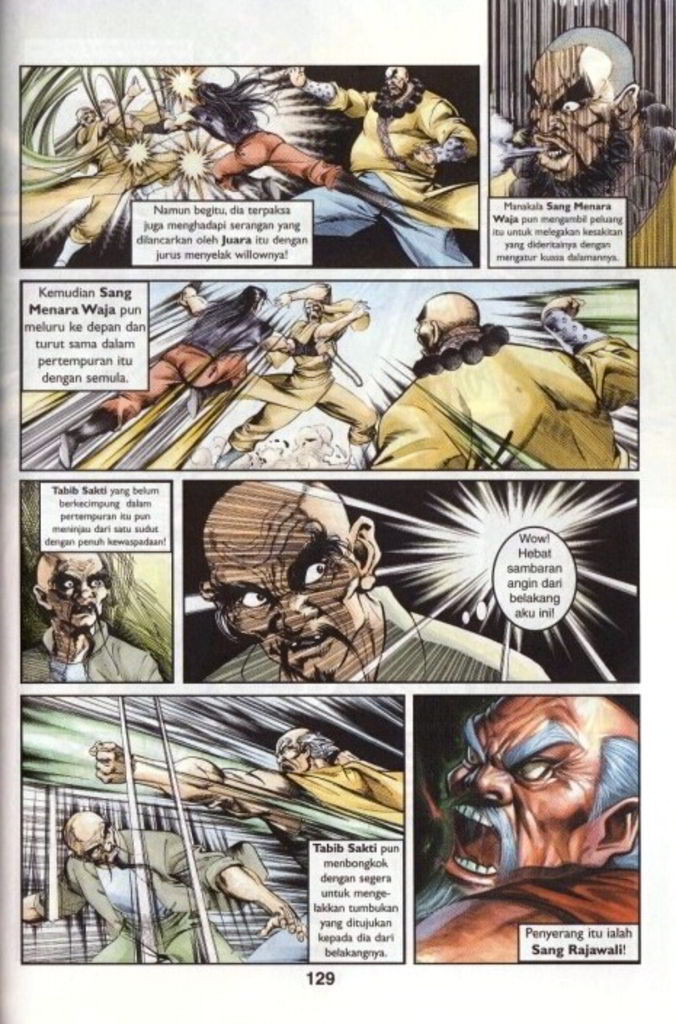 Namun begitu, dia terpaksa
juga menghadapi serangan yang
dilancarkan oleh Juara itu dengan
jurus menyelak willownya!
Manakala Sang Menara
Waja pun mengambil peluang
itu untuk melegakan kesakitan
yang dideritainya dengan
mengatur kuasa dalamannya.
Kemudian Sang
Menara Waja pun
meluru ke depan dan
turut sama dalam
pertempuran itu
dengan semula.
Tabib Sakti yang belum
berkecimpung dalam
pertempuran itu pun
meninjau dari satu sudut
dengan penuh kewaspadaan!
Wow!
Hebat
sambaran
angin dari
belakang
aku ini!
Tabib Sakti pun
menbongkok
dengan segera
untuk menge-
lakkan tumbukan
yang ditujukan
kepada dia dari
belakangnya.
Penyerang itu ialah
Sang Rajawali!
129